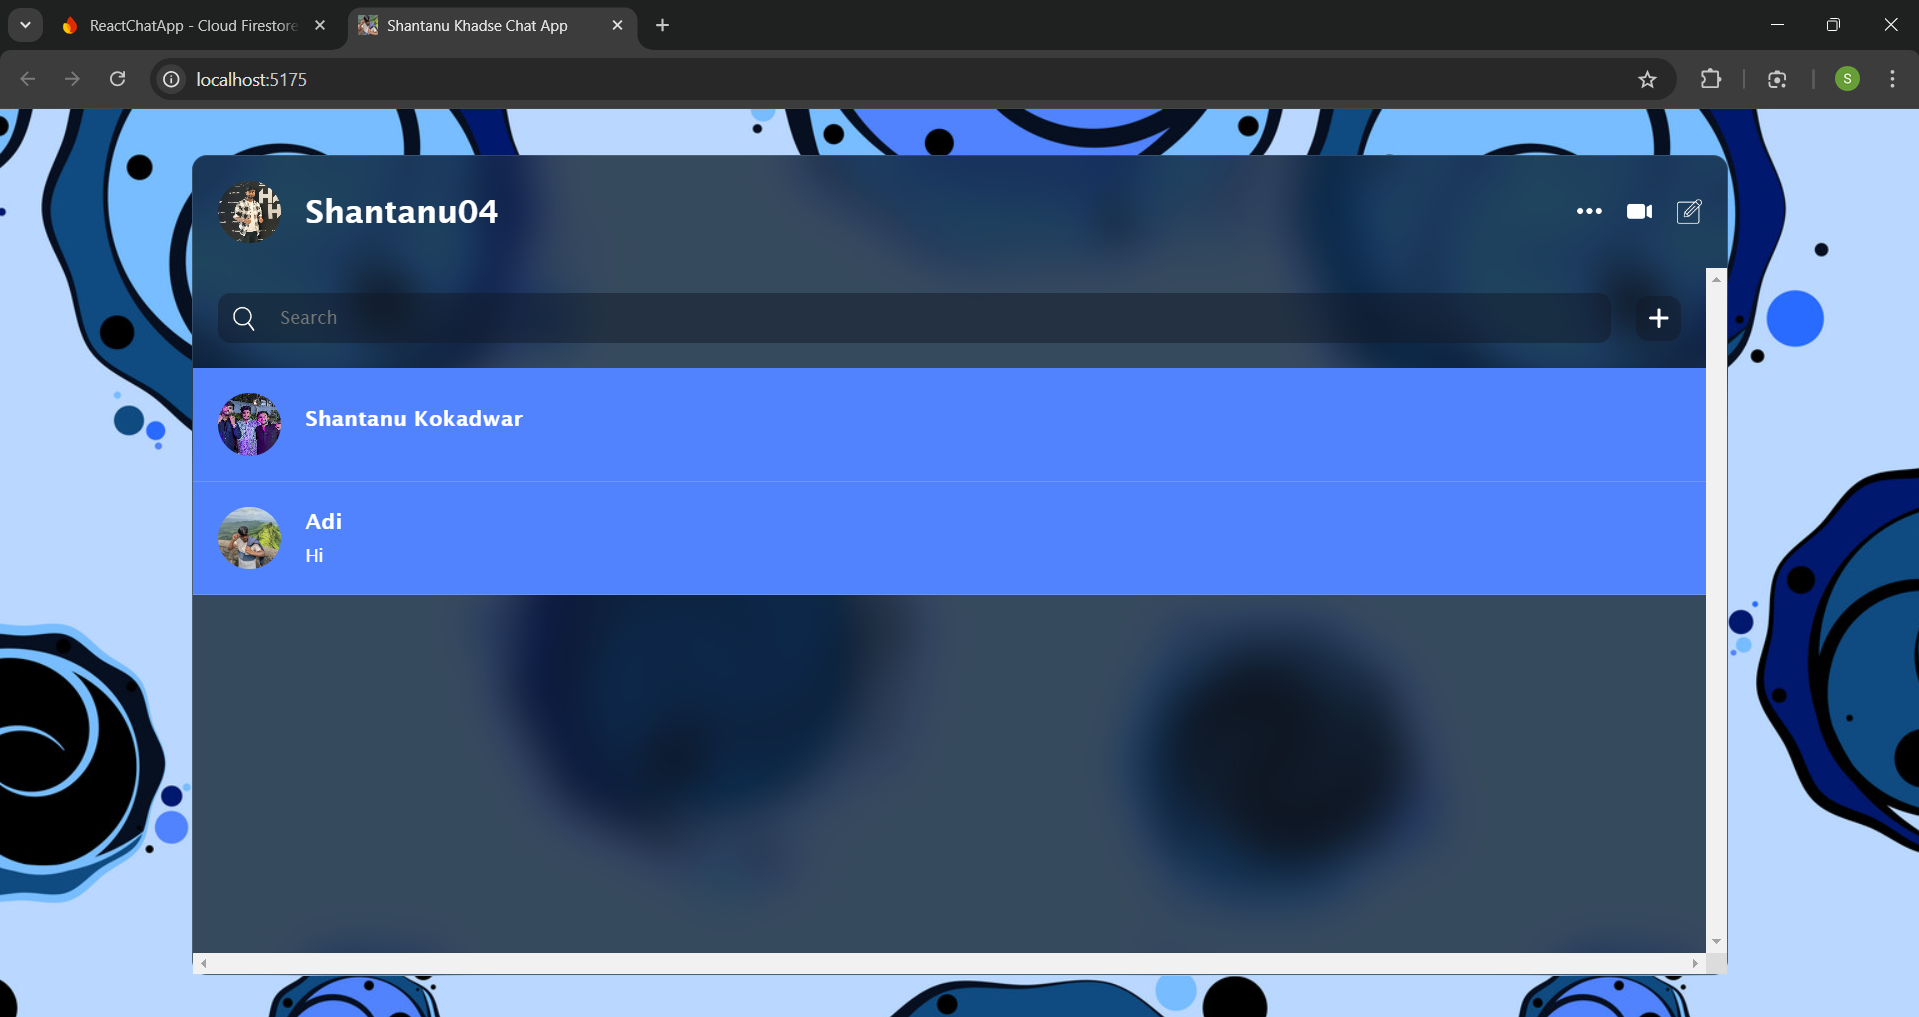 ReactChatApp - Cloud Firestore
Shantanu Khadse Chat App
localhost:5175
S
Shantanu04
Search
Shantanu Kokadwar
Adi
Hi